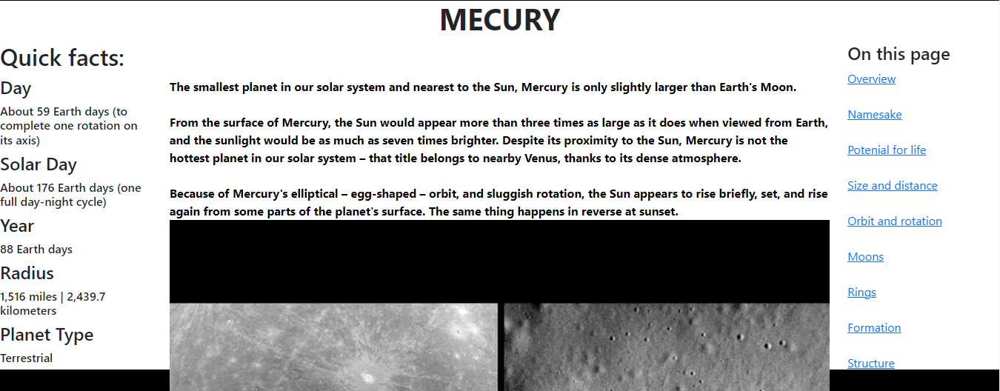 MECURY
Quick facts:
Day
About 59 Earth days (to
complete one rotation on
its axis)
Solar Day
About 176 Earth days (one
full day-night cycle)
Year
88 Earth days
Radius
1,516 miles | 2,439.7
kilometers
Planet Type
Terrestrial
The smallest planet in our solar system and nearest to the Sun, Mercury is only slightly larger than Earth's Moon.
From the surface of Mercury, the Sun would appear more than three times as large as it does when viewed from Earth,
and the sunlight would be as much as seven times brighter. Despite its proximity to the Sun, Mercury is not the
hottest planet in our solar system – that title belongs to nearby Venus, thanks to its dense atmosphere.
Because of Mercury's elliptical – egg-shaped – orbit, and sluggish rotation, the Sun appears to rise briefly, set, and rise
again from some parts of the planet's surface. The same thing happens in reverse at sunset.
On this page
Overview
Namesake
Potenial for life
Size and distance
Orbit and rotation
Moons
Rings
Formation
Structure